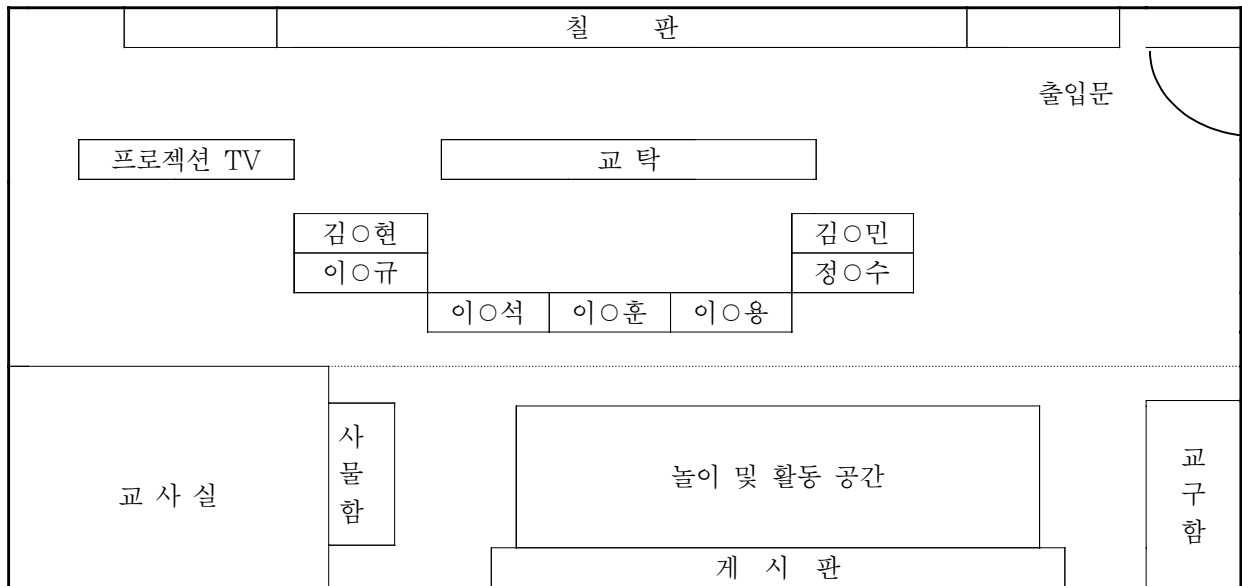 칠 판
출입문
프로젝션 TV
교 탁
김○현
김○민
이○규
정○수
이○석
이○훈
이○용
교 사 실
사물함
놀이 및 활동 공간
교구함
게 시 판